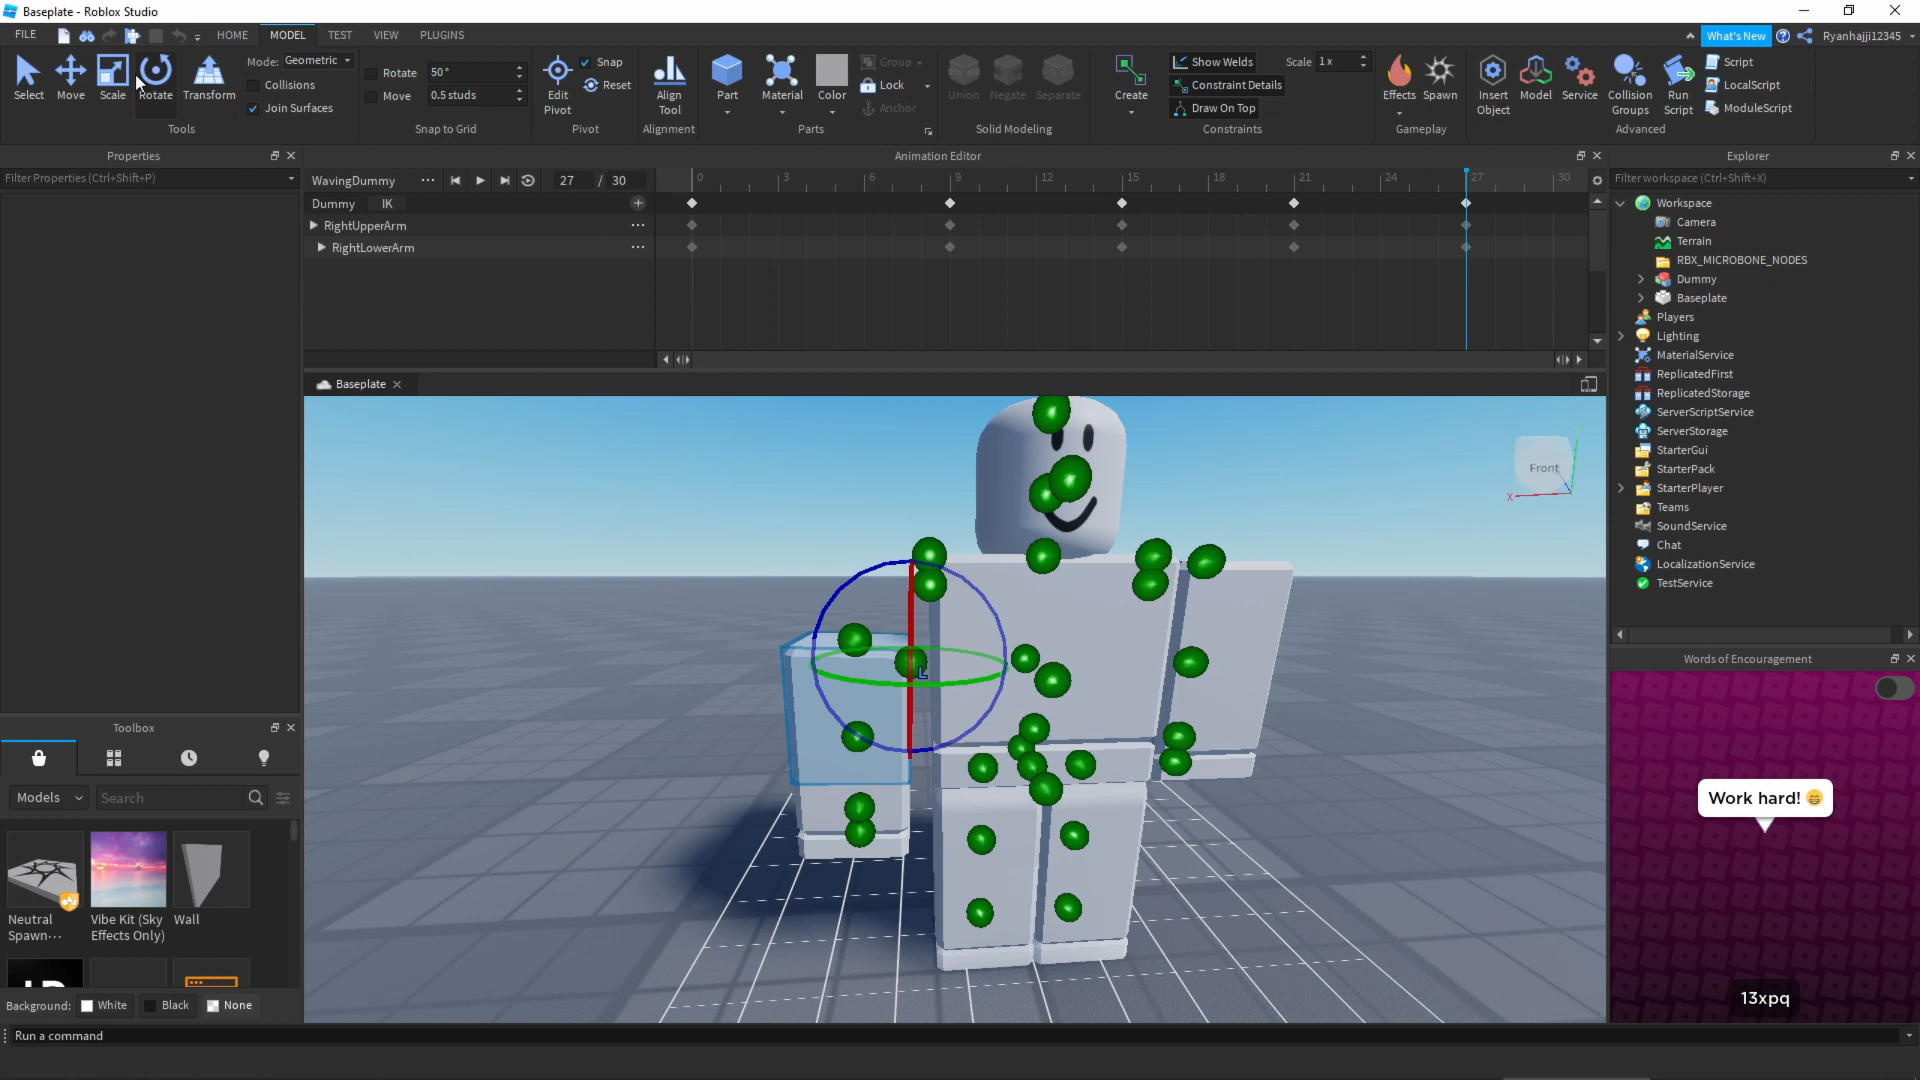 Baseplate - Roblox Studio
FILE HOME MODEL TEST VIEW PLUGINS What's New Ryanhajji12345
Select Move Scale Rotate Transform
Mode: Geometric
Collisions
Join Surfaces
Tools
Rotate 50°
Move 0.5 studs
Snap to Grid
Edit Pivot
Snap
Reset
Pivot
Align Tool
Alignment
Part Material Color
Group
Lock
Anchor
Parts
Union Negate Separate
Solid Modeling
Create
Show Welds
Constraint Details
Draw On Top
Scale 1x
Constraints
Effects Spawn
Gameplay
Insert Object
Model
Service
Collision Groups
Run Script
Script
LocalScript
ModuleScript
Advanced
Properties
Filter Properties (Ctrl+Shift+P)
Animation Editor
WavingDummy 27 / 30
0 3 6 9 12 15 18 21 24 27 30
Dummy IK
RightUpperArm
RightLowerArm
Baseplate
Front
X
L
Explorer
Filter workspace (Ctrl+Shift+X)
Workspace
Camera
Terrain
RBX_MICROBONE_NODES
Dummy
Baseplate
Players
Lighting
MaterialService
ReplicatedFirst
ReplicatedStorage
ServerScriptService
ServerStorage
StarterGui
StarterPack
StarterPlayer
Teams
SoundService
Chat
LocalizationService
TestService
Words of Encouragement
Work hard! 😁
13xpq
Toolbox
Models Search
Neutral Spawn...
Vibe Kit (Sky Effects Only)
Wall
Background: White Black None
Run a command